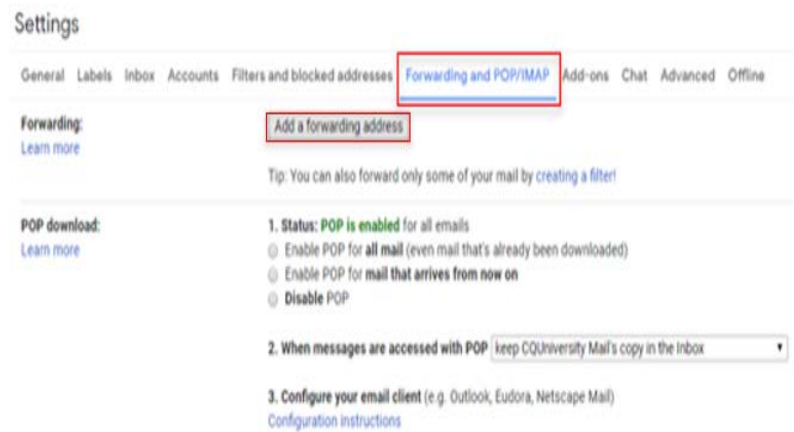 Settings
General Labels Inbox Accounts Filters and blocked addresses Forwarding and POP/IMAP Add-ons Chat Advanced Offline
Forwarding:
Learn more
Add a forwarding address
Tip: You can also forward only some of your mail by creating a filter!
POP download:
Learn more
1. Status: POP is enabled for all emails
Enable POP for all mail (even mail that's already been downloaded)
Enable POP for mail that arrives from now on
Disable POP
2. When messages are accessed with POP keep CQUniversity Mail's copy in the Inbox
3. Configure your email client (e.g. Outlook, Eudora, Netscape Mail)
Configuration instructions